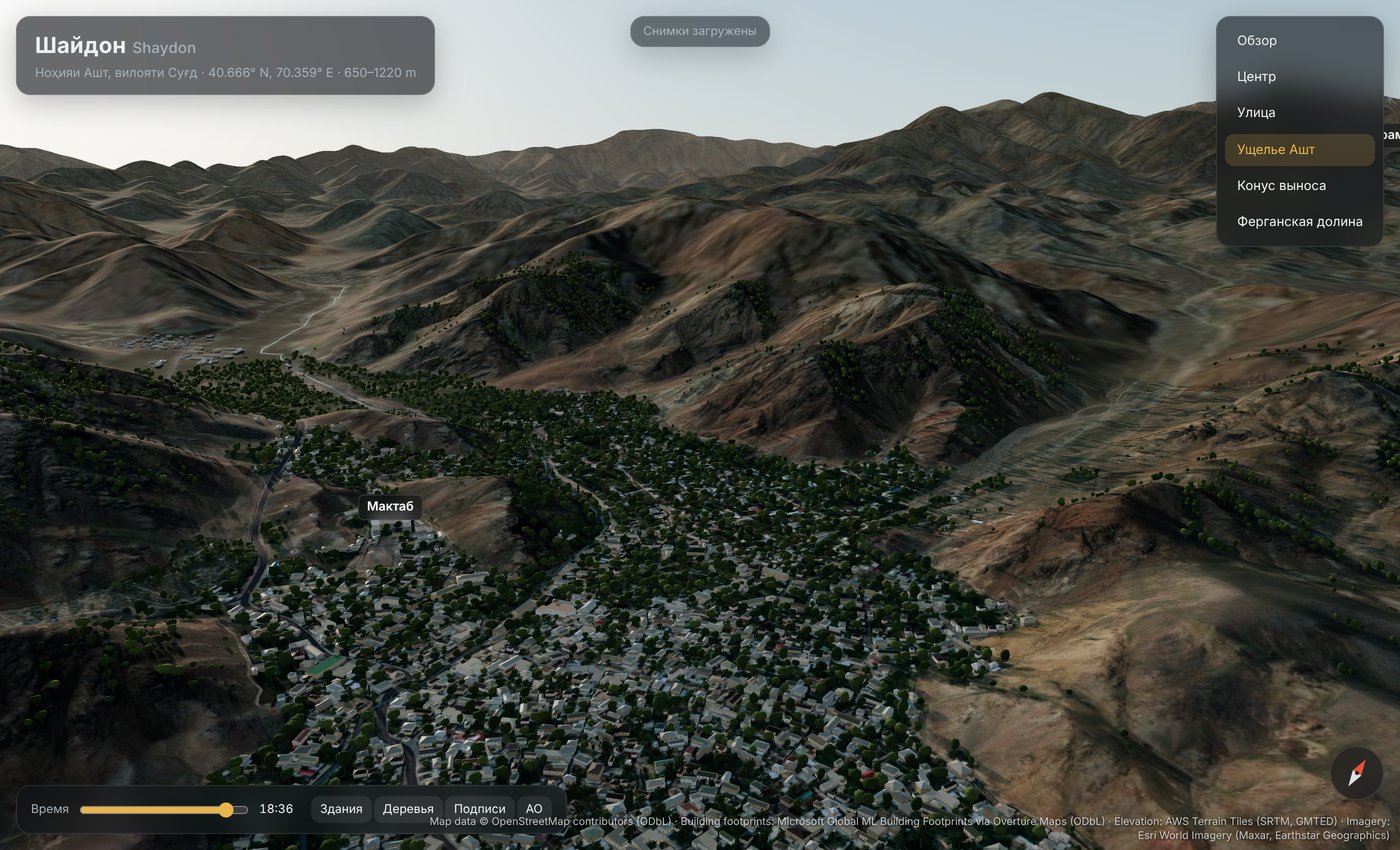 Шайдон Shaydon
Ноҳияи Ашт, вилояти Суғд · 40.666° N, 70.359° E · 650–1220 m
Снимки загружены
Обзор
Центр
Улица
Ущелье Ашт
Конус выноса
Ферганская долина
Мактаб
Время 18:36 Здания Деревья Подписи AO
Map data © OpenStreetMap contributors (ODbL) · Building footprints: Microsoft Global ML Building Footprints via Overture Maps (ODbL) · Elevation: AWS Terrain Tiles (SRTM, GMTED) · Imagery:
Esri World Imagery (Maxar, Earthstar Geographics)